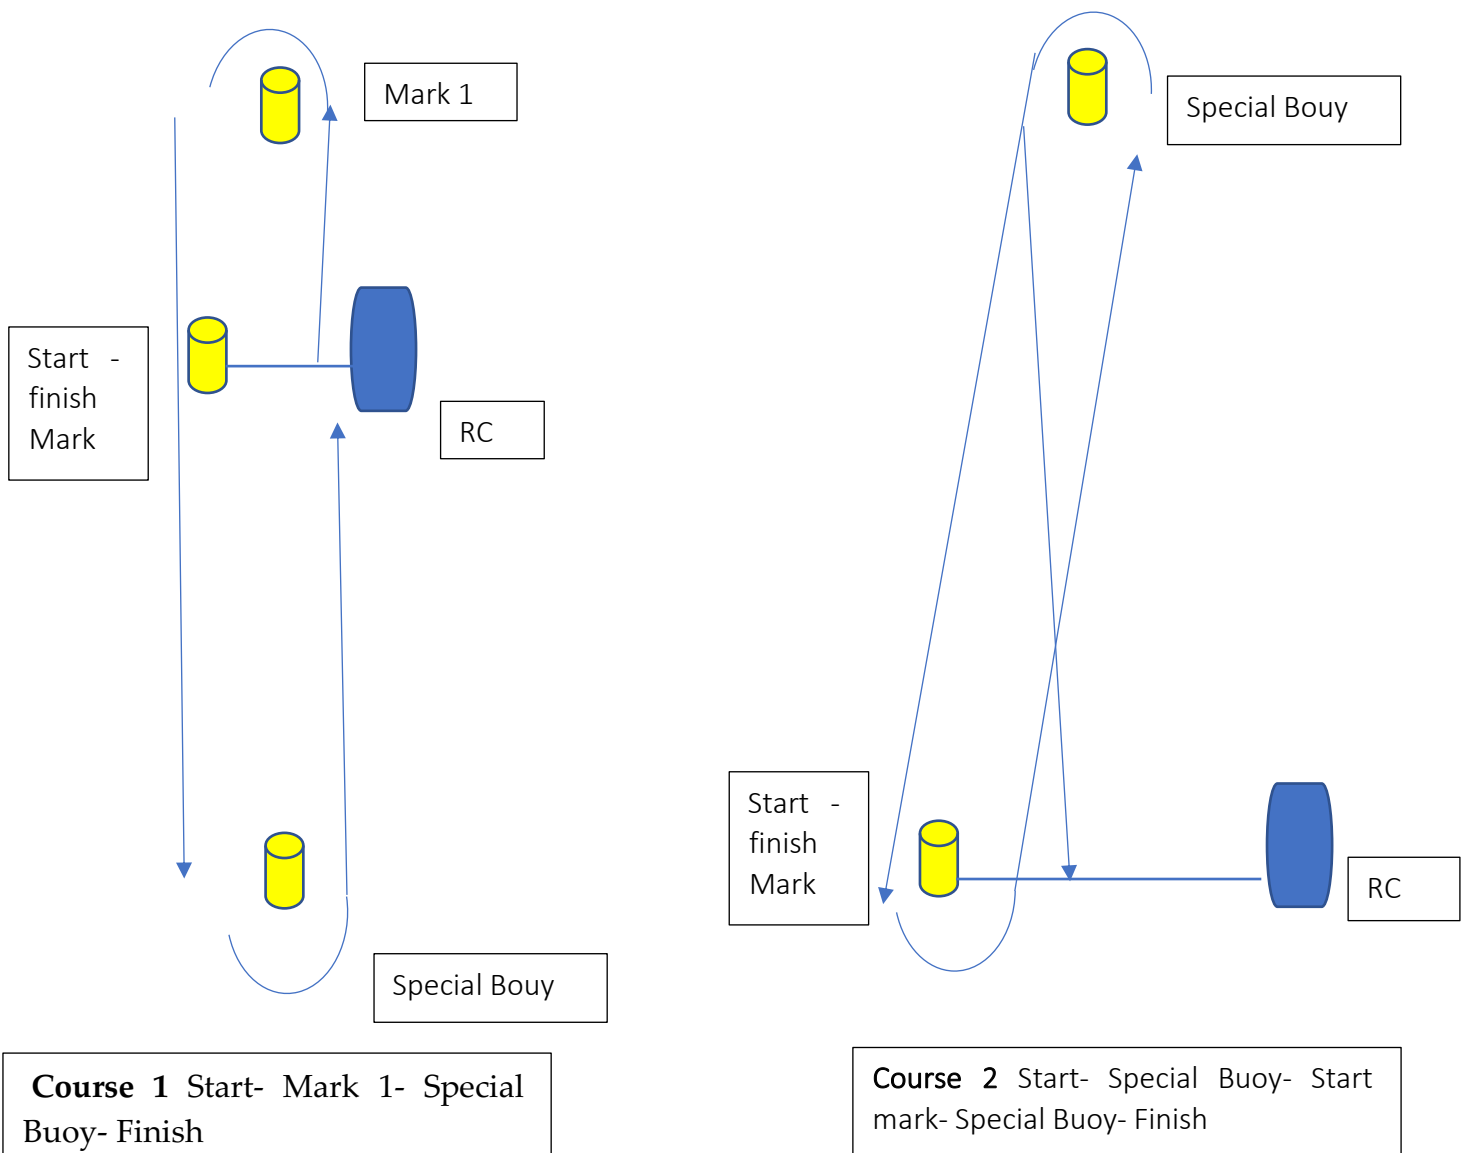 Mark 1
Start -
finish
Mark
RC
Special Bouy
Course 1 Start- Mark 1- Special
Buoy- Finish
Special Bouy
Start -
finish
Mark
RC
Course 2 Start- Special Buoy- Start
mark- Special Buoy- Finish